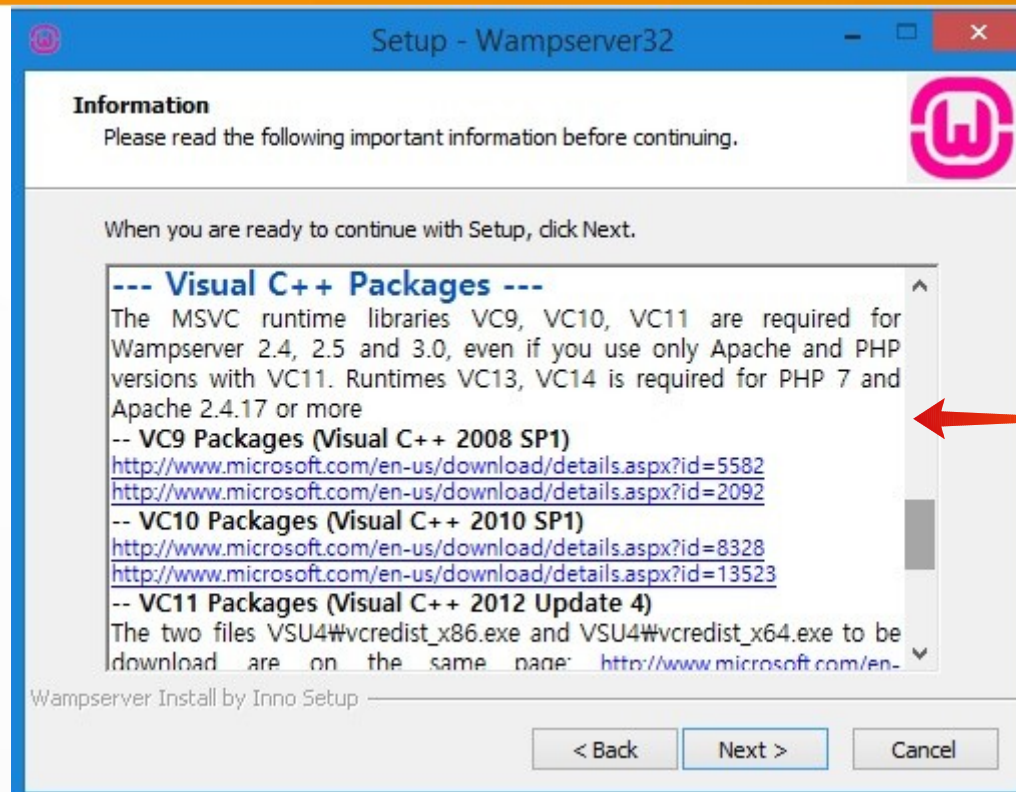 Setup - Wampserver32
Information
Please read the following important information before continuing.
When you are ready to continue with Setup, click Next.
--- Visual C++ Packages ---
The MSVC runtime libraries VC9, VC10, VC11 are required for
Wampserver 2.4, 2.5 and 3.0, even if you use only Apache and PHP
versions with VC11. Runtimes VC13, VC14 is required for PHP 7 and
Apache 2.4.17 or more
-- VC9 Packages (Visual C++ 2008 SP1)
http://www.microsoft.com/en-us/download/details.aspx?id=5582
http://www.microsoft.com/en-us/download/details.aspx?id=2092
-- VC10 Packages (Visual C++ 2010 SP1)
http://www.microsoft.com/en-us/download/details.aspx?id=8328
http://www.microsoft.com/en-us/download/details.aspx?id=13523
-- VC11 Packages (Visual C++ 2012 Update 4)
The two files VSU4₩vcredist_x86.exe and VSU4₩vcredist_x64.exe to be
download are on the same page: http://www.microsoft.com/en-
Wampserver Install by Inno Setup
< Back Next > Cancel